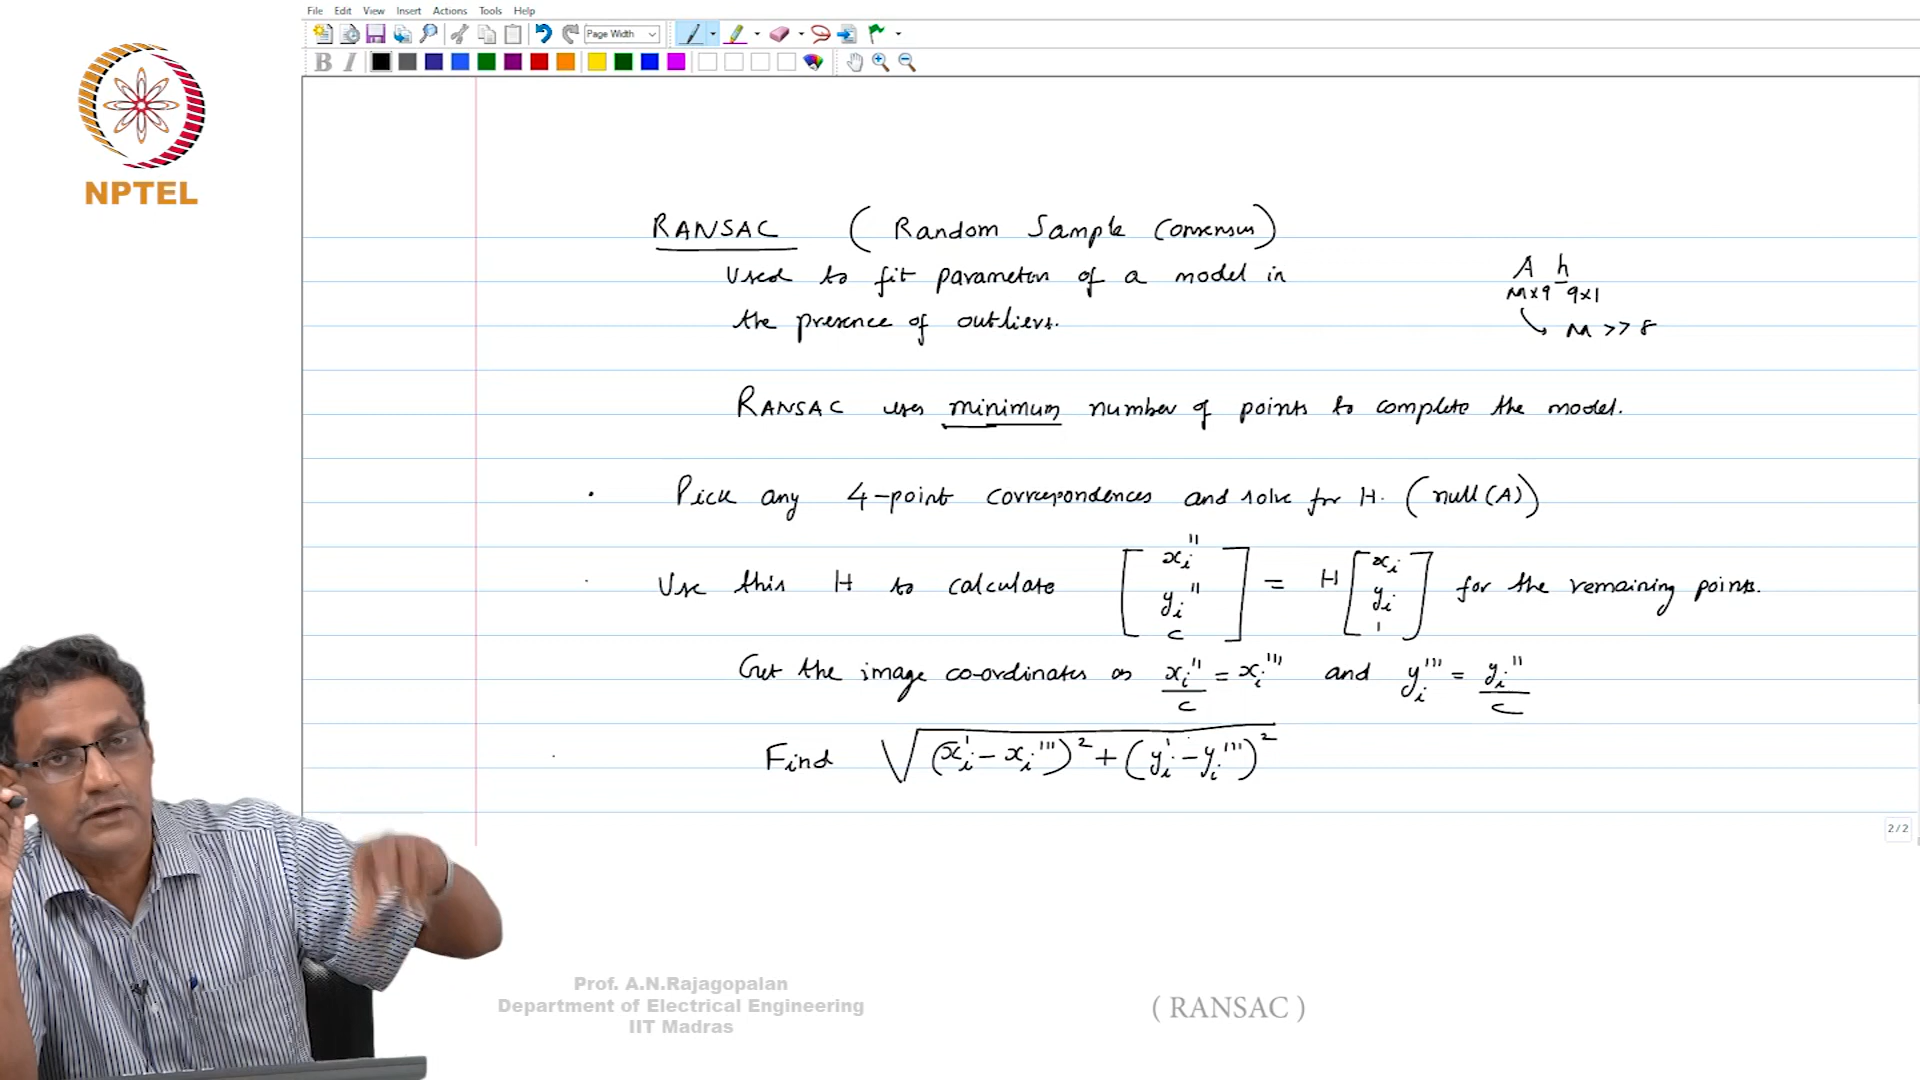 File Edit View Insert Actions Tools Help
Page Width
B I
NPTEL
RANSAC (Random Sample Consensus)
Used to fit parameters of a model in
the presence of outliers.
A h
m×9 9×1
m >> 8
RANSAC uses minimum number of points to complete the model.
. Pick any 4-point correspondences and solve for H. (null(A))
. Use this H to calculate [xᵢ'' yᵢ'' c] = H [xᵢ yᵢ 1] for the remaining points.
Get the image co-ordinates as xᵢ''/c = xᵢ''' and yᵢ''' = yᵢ''/c
Find √((xᵢ' - xᵢ''')² + (yᵢ' - yᵢ''')²)
2/2
Prof. A.N.Rajagopalan
Department of Electrical Engineering
IIT Madras
( RANSAC )